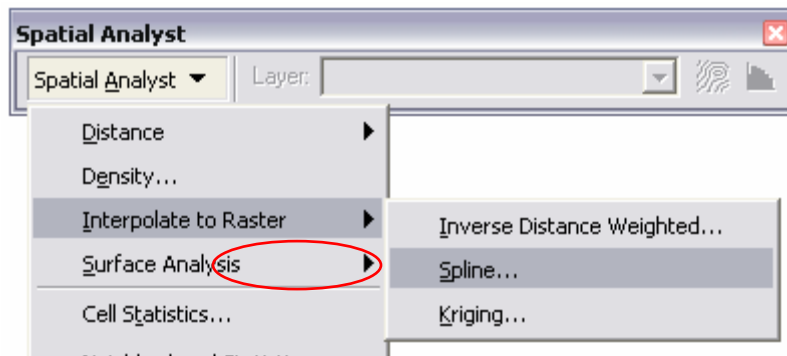 Spatial Analyst
Spatial Analyst Layer:
Distance
Density...
Interpolate to Raster
Inverse Distance Weighted...
Surface Analysis
Spline...
Cell Statistics...
Kriging...